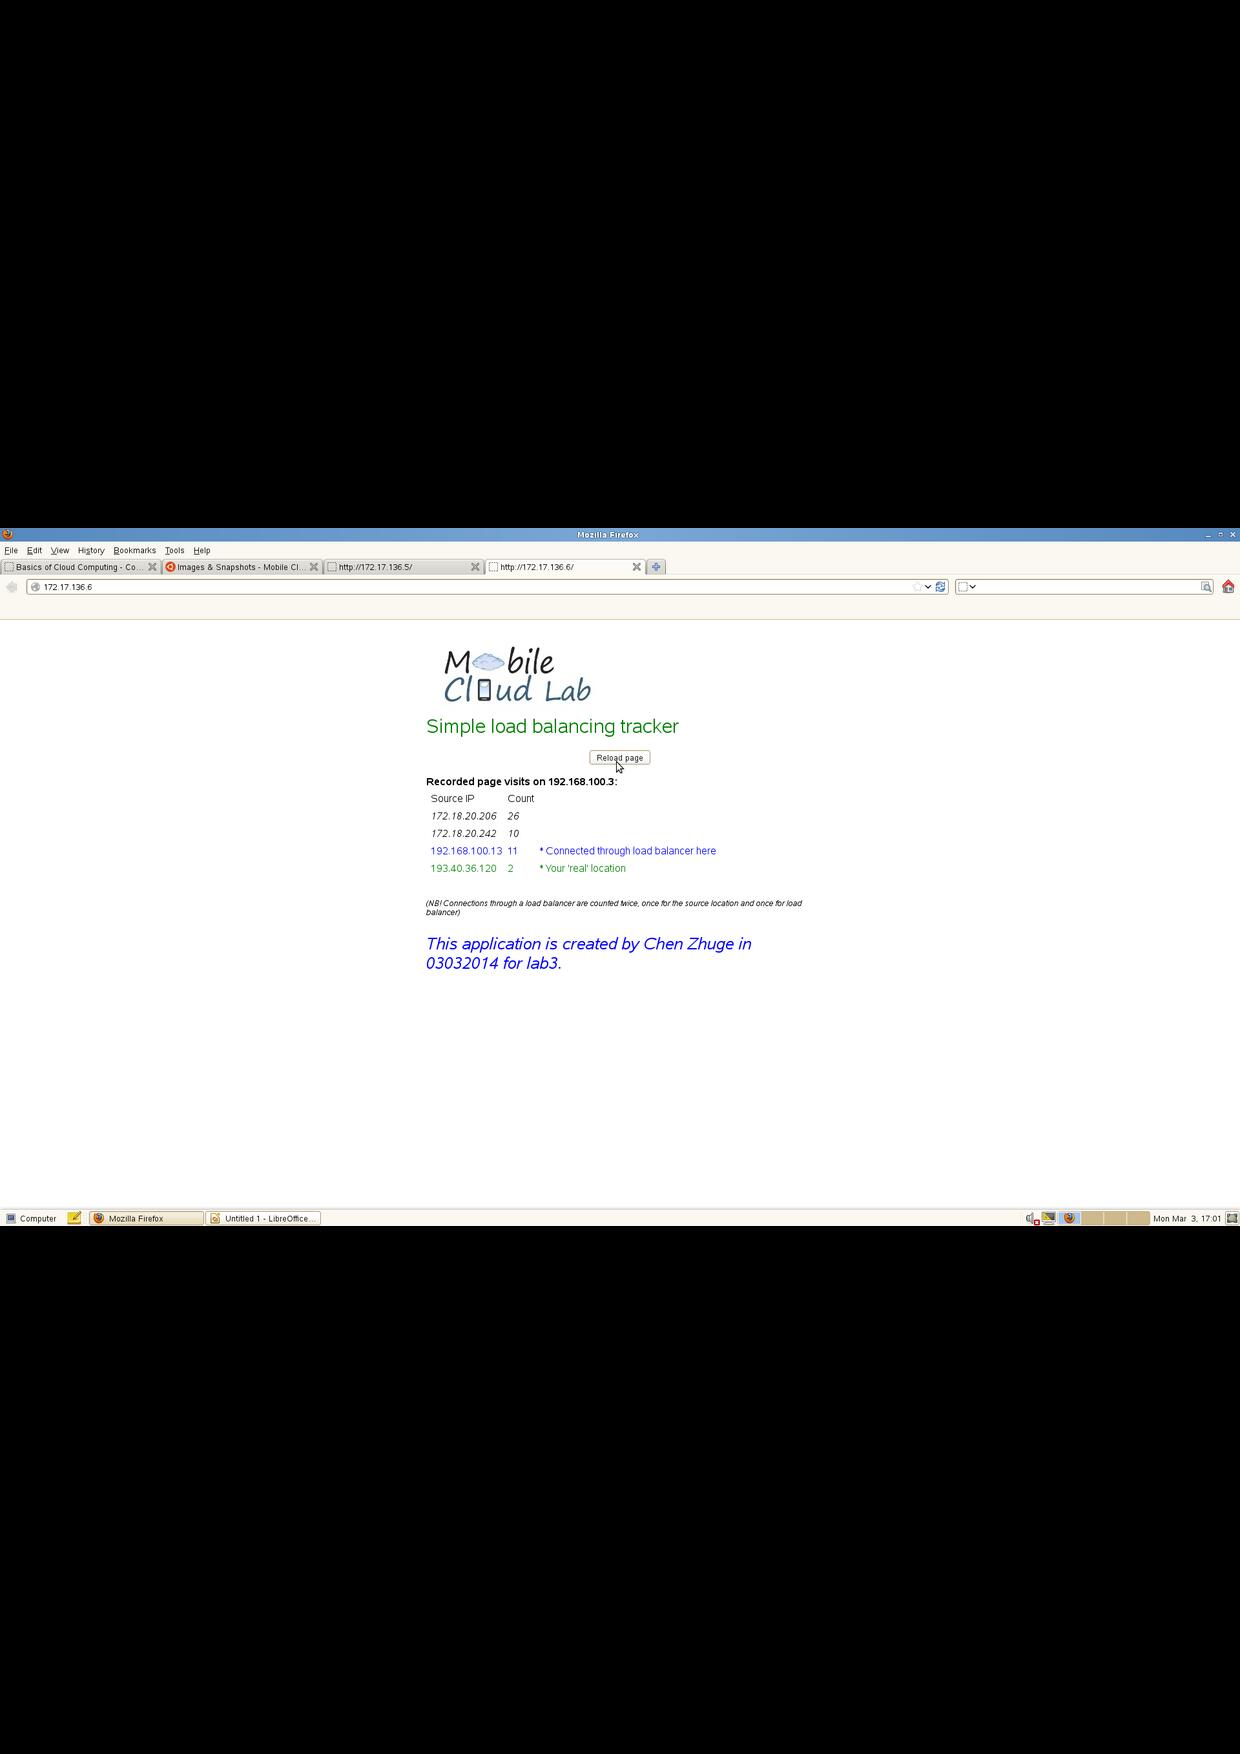 Mozilla Firefox
File Edit View History Bookmarks Tools Help
Basics of Cloud Computing - Co... Images & Snapshots - Mobile Cl... http://172.17.136.5/ http://172.17.136.6/
172.17.136.6
Mobile
Cloud Lab
Simple load balancing tracker
Reload page
Recorded page visits on 192.168.100.3:
Source IP Count
172.18.20.206 26
172.18.20.242 10
192.168.100.13 11 * Connected through load balancer here
193.40.36.120 2 * Your 'real' location
(NB! Connections through a load balancer are counted twice, once for the source location and once for load
balancer)
This application is created by Chen Zhuge in
03032014 for lab3.
Computer Mozilla Firefox Untitled 1 - LibreOffice... Mon Mar 3, 17:01